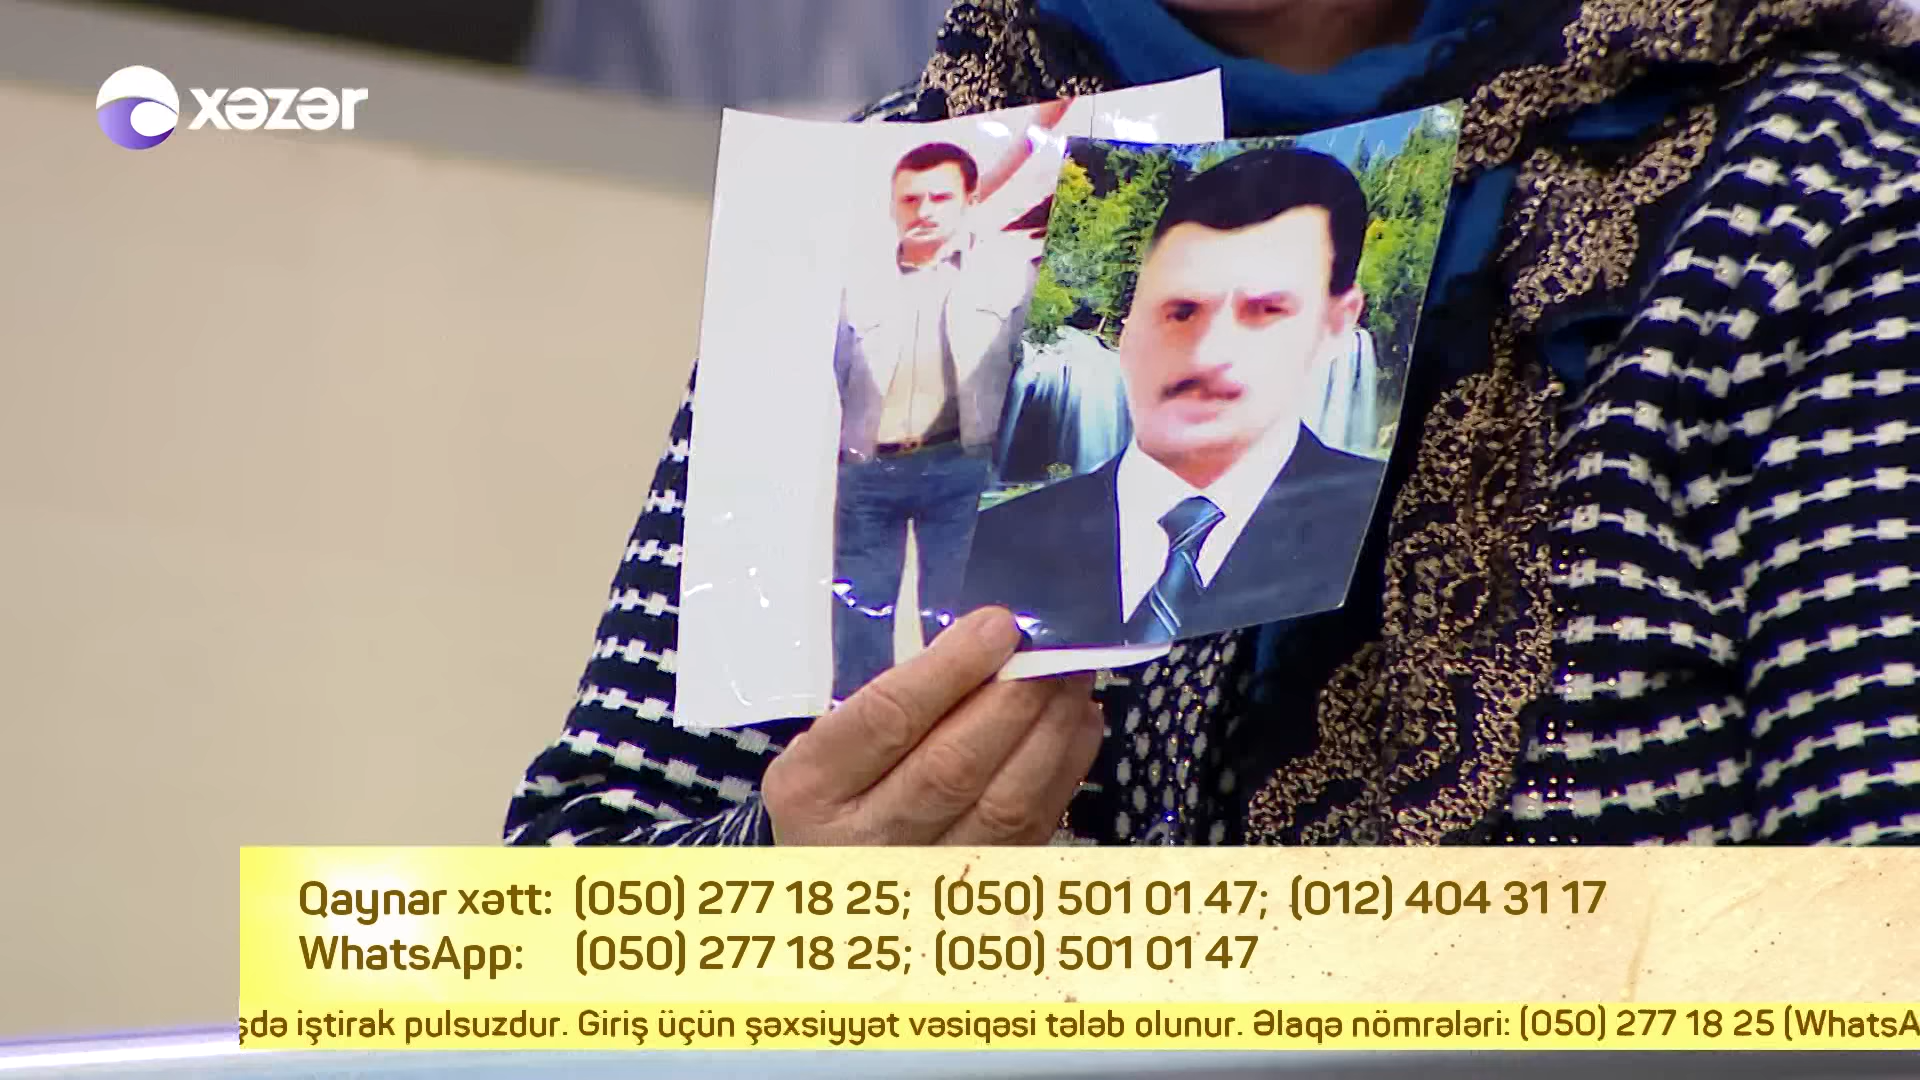 xəzər
Qaynar xətt: (050) 277 18 25; (050) 501 01 47; (012) 404 31 17
WhatsApp: (050) 277 18 25; (050) 501 01 47
şdə iştirak pulsuzdur. Giriş üçün şəxsiyyət vəsiqəsi tələb olunur. Əlaqə nömrələri: (050) 277 18 25 (WhatsA